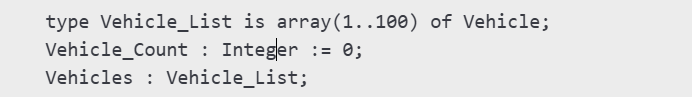 type Vehicle_List is array(1..100) of Vehicle;
Vehicle_Count : Integer := 0;
Vehicles : Vehicle_List;